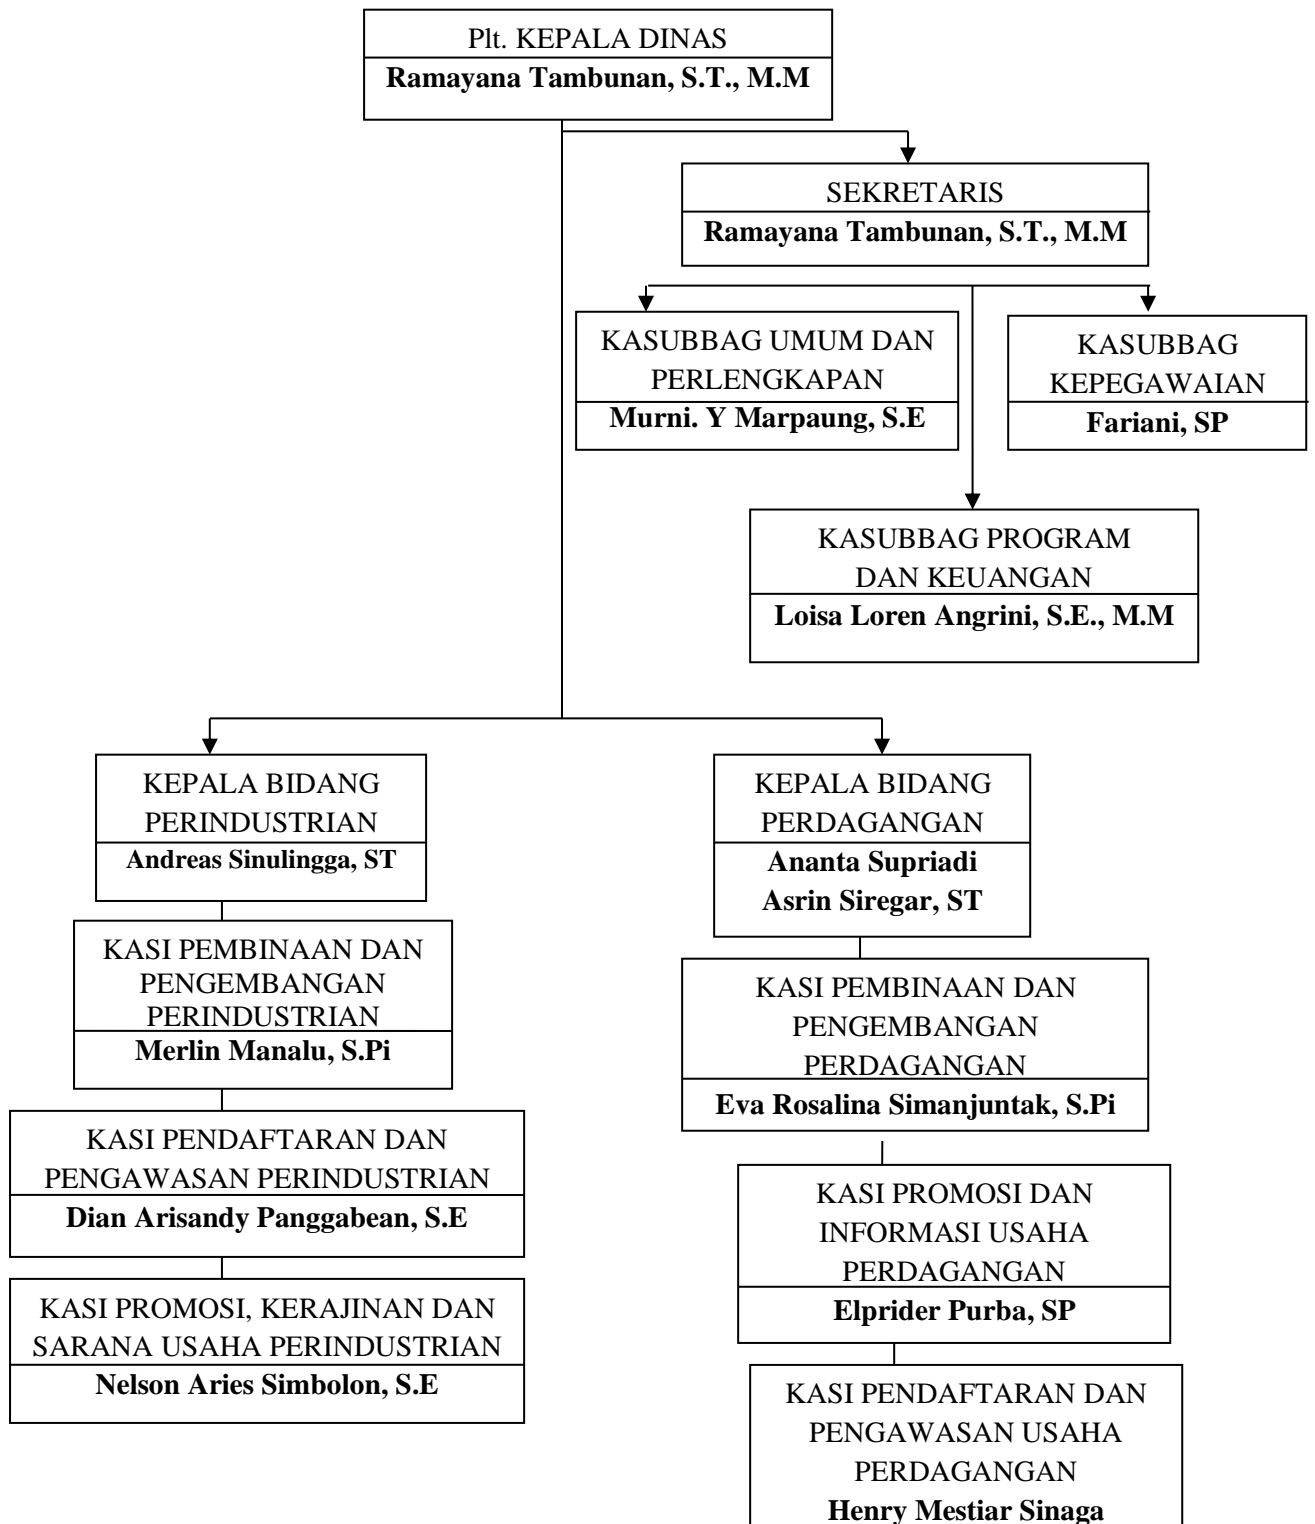 Plt. KEPALA DINAS
Ramayana Tambunan, S.T., M.M
SEKRETARIS
Ramayana Tambunan, S.T., M.M
KASUBBAG UMUM DAN
PERLENGKAPAN
Murni. Y Marpaung, S.E
KASUBBAG
KEPEGAWAIAN
Fariani, SP
KASUBBAG PROGRAM
DAN KEUANGAN
Loisa Loren Angrini, S.E., M.M
KEPALA BIDANG
PERINDUSTRIAN
Andreas Sinulingga, ST
KASI PEMBINAAN DAN
PENGEMBANGAN
PERINDUSTRIAN
Merlin Manalu, S.Pi
KASI PENDAFTARAN DAN
PENGAWASAN PERINDUSTRIAN
Dian Arisandy Panggabean, S.E
KASI PROMOSI, KERAJINAN DAN
SARANA USAHA PERINDUSTRIAN
Nelson Aries Simbolon, S.E
KEPALA BIDANG
PERDAGANGAN
Ananta Supriadi
Asrin Siregar, ST
KASI PEMBINAAN DAN
PENGEMBANGAN
PERDAGANGAN
Eva Rosalina Simanjuntak, S.Pi
KASI PROMOSI DAN
INFORMASI USAHA
PERDAGANGAN
Elprider Purba, SP
KASI PENDAFTARAN DAN
PENGAWASAN USAHA
PERDAGANGAN
Henry Mestiar Sinaga